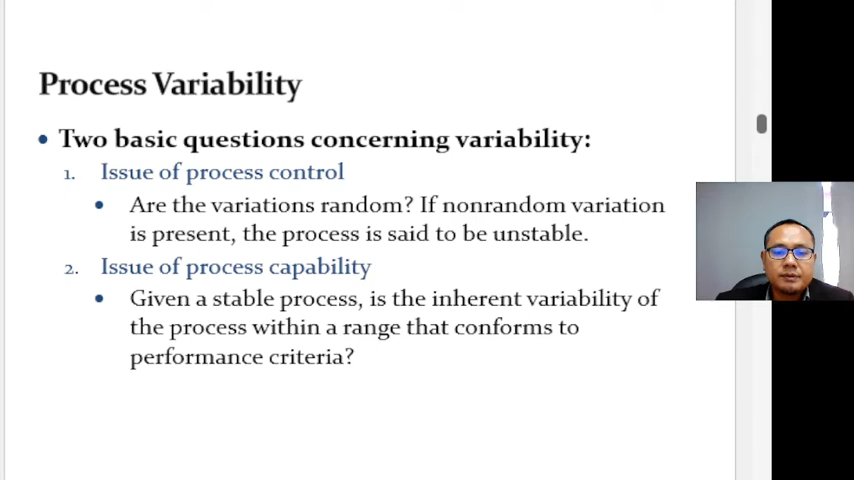 Process Variability
• Two basic questions concerning variability:
1. Issue of process control
• Are the variations random? If nonrandom variation
is present, the process is said to be unstable.
2. Issue of process capability
• Given a stable process, is the inherent variability of
the process within a range that conforms to
performance criteria?